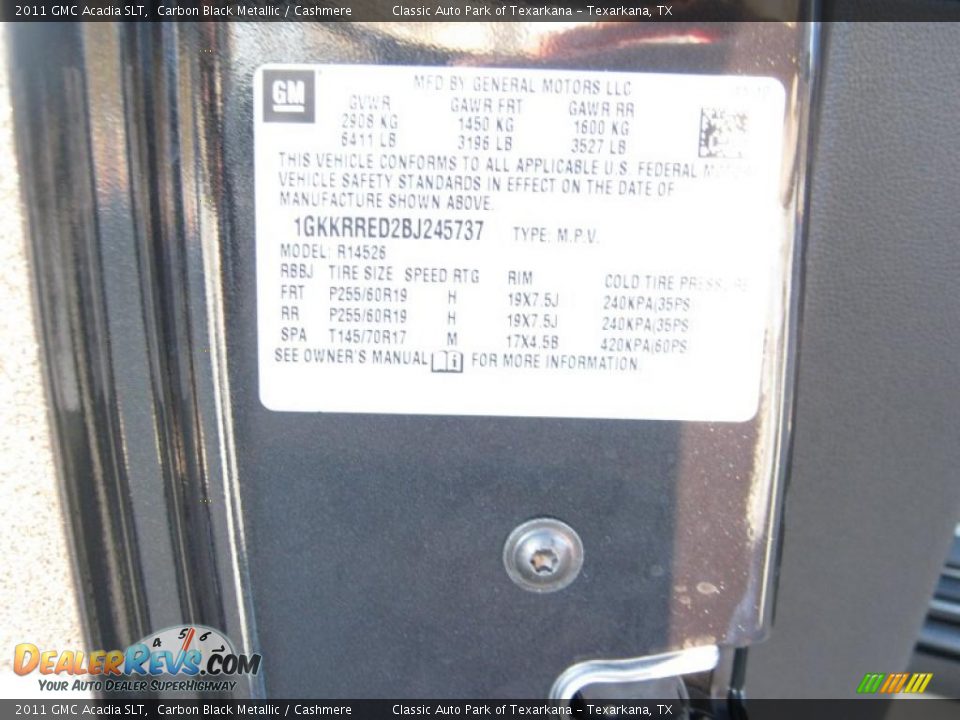 2011 GMC Acadia SLT, Carbon Black Metallic / Cashmere Classic Auto Park of Texarkana - Texarkana, TX
GM MFD BY GENERAL MOTORS LLC
GVWR GAWR FRT GAWR RR
2908 KG 1450 KG 1600 KG
6411 LB 3196 LB 3527 LB
THIS VEHICLE CONFORMS TO ALL APPLICABLE U.S. FEDERAL MOTOR
VEHICLE SAFETY STANDARDS IN EFFECT ON THE DATE OF
MANUFACTURE SHOWN ABOVE.
1GKKRRED2BJ245737 TYPE: M.P.V.
MODEL: R14526
RBBJ TIRE SIZE SPEED RTG RIM COLD TIRE PRESSURE
FRT P255/60R19 H 19X7.5J 240KPA(35PS
RR P255/60R19 H 19X7.5J 240KPA(35PS
SPA T145/70R17 M 17X4.5B 420KPA(60PS
SEE OWNER'S MANUAL i FOR MORE INFORMATION.
4 5 6
DEALERREVS.COM
YOUR AUTO DEALER SUPERHIGHWAY
2011 GMC Acadia SLT, Carbon Black Metallic / Cashmere Classic Auto Park of Texarkana - Texarkana, TX